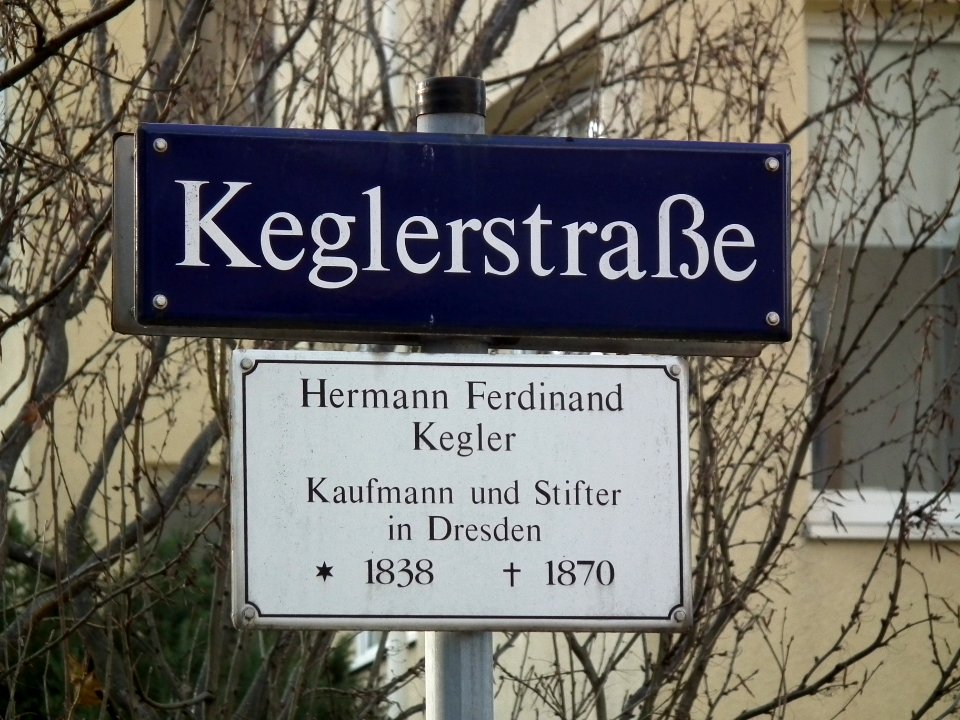 Keglerstraße
Hermann Ferdinand
Kegler
Kaufmann und Stifter
in Dresden
✶ 1838 † 1870